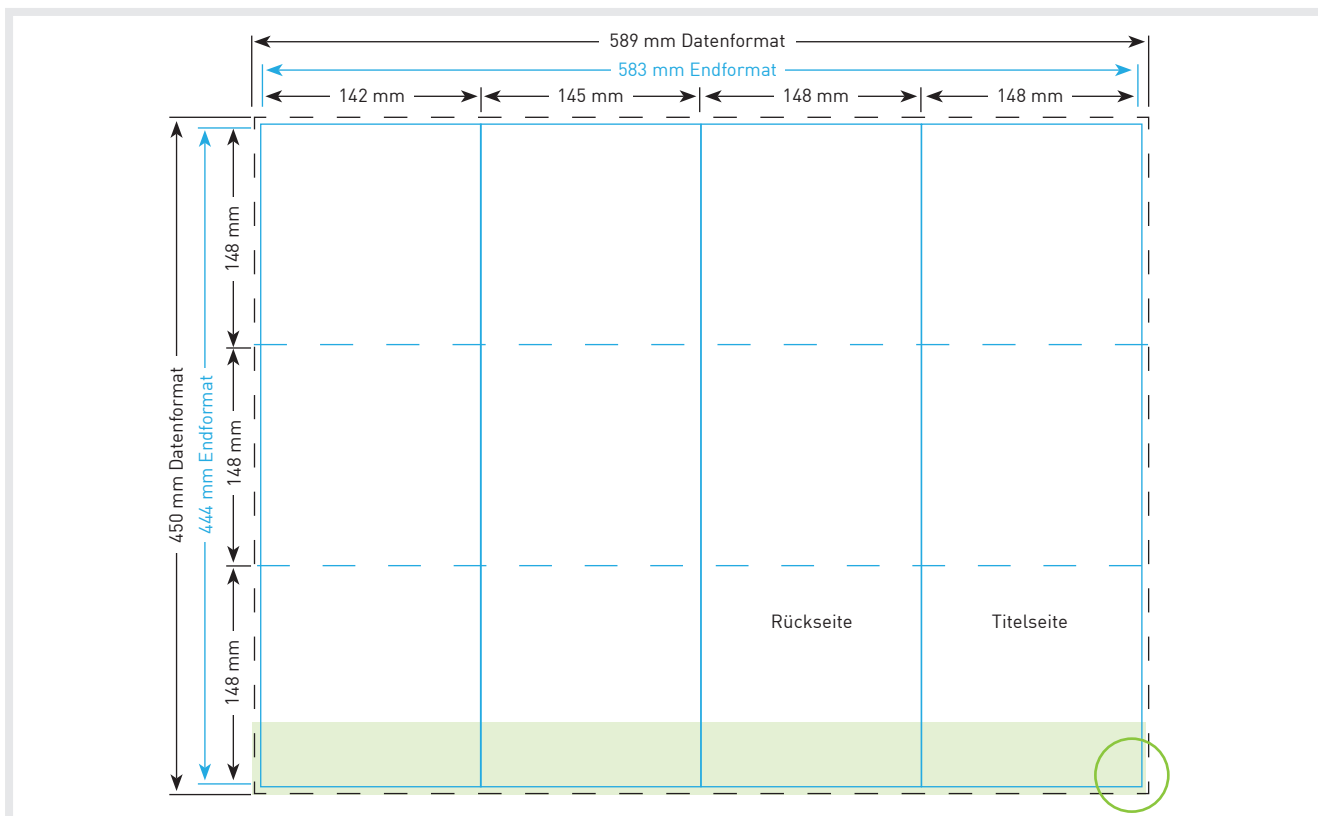 589 mm Datenformat
583 mm Endformat
142 mm
145 mm
148 mm
148 mm
450 mm Datenformat
444 mm Endformat
148 mm
148 mm
148 mm
Rückseite
Titelseite